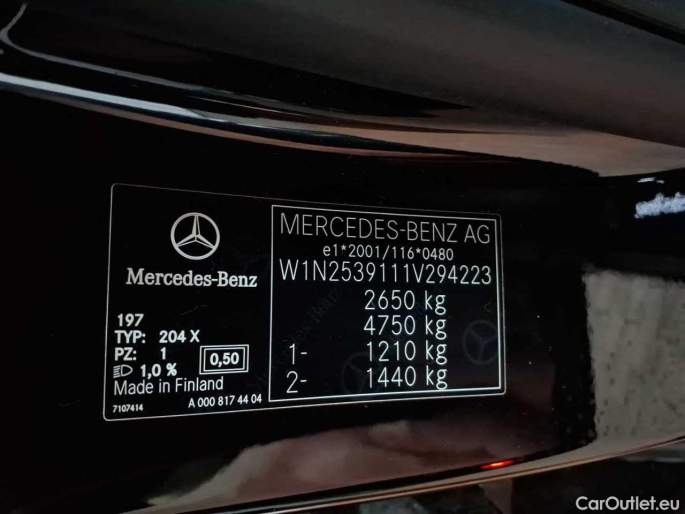 MERCEDES-BENZ AG
e1*2001/116*0480
W1N2539111V294223
2650 kg
4750 kg
1- 1210 kg
2- 1440 kg
Mercedes-Benz
197
TYP: 204 X
PZ: 1
0,50
1,0 %
Made in Finland
7107414
A 000 817 44 04
CarOutlet.eu